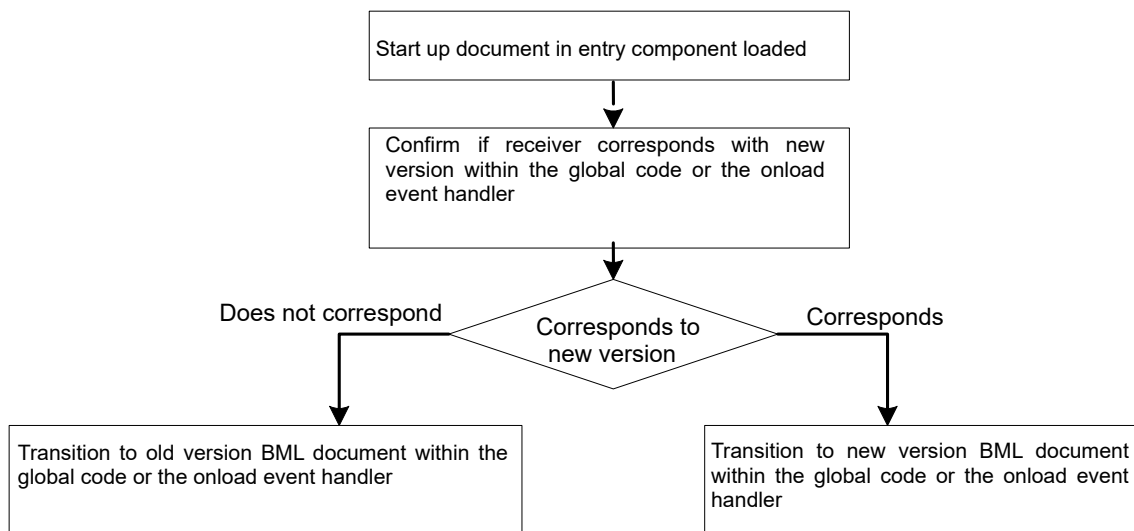 Start up document in entry component loaded
Confirm if receiver corresponds with new
version within the global code or the onload
event handler
Does not correspond
Corresponds to
new version
Corresponds
Transition to old version BML document within the
global code or the onload event handler
Transition to new version BML document
within the global code or the onload event
handler